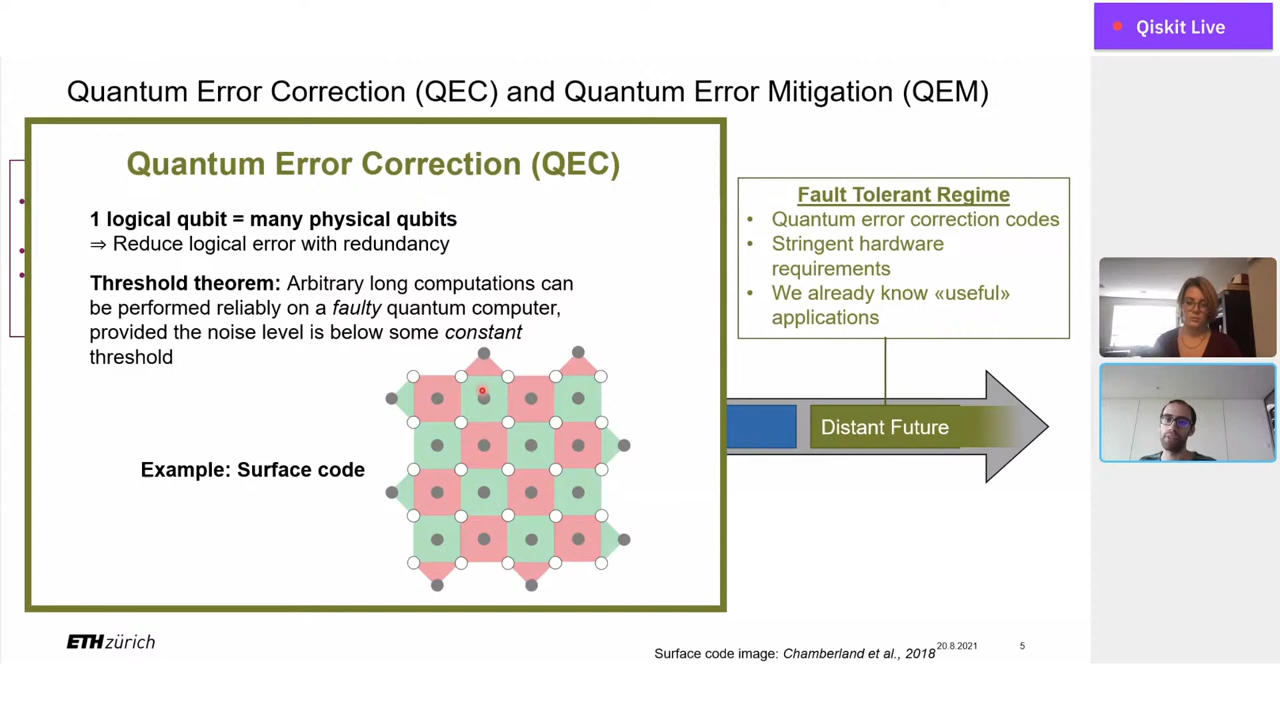 Qiskit Live
Quantum Error Correction (QEC) and Quantum Error Mitigation (QEM)
Quantum Error Correction (QEC)
1 logical qubit = many physical qubits
⇒ Reduce logical error with redundancy
Threshold theorem: Arbitrary long computations can
be performed reliably on a faulty quantum computer,
provided the noise level is below some constant
threshold
Example: Surface code
Fault Tolerant Regime
• Quantum error correction codes
• Stringent hardware
requirements
• We already know «useful»
applications
Distant Future
ETH zürich
Surface code image: Chamberland et al., 2018
20.8.2021
5